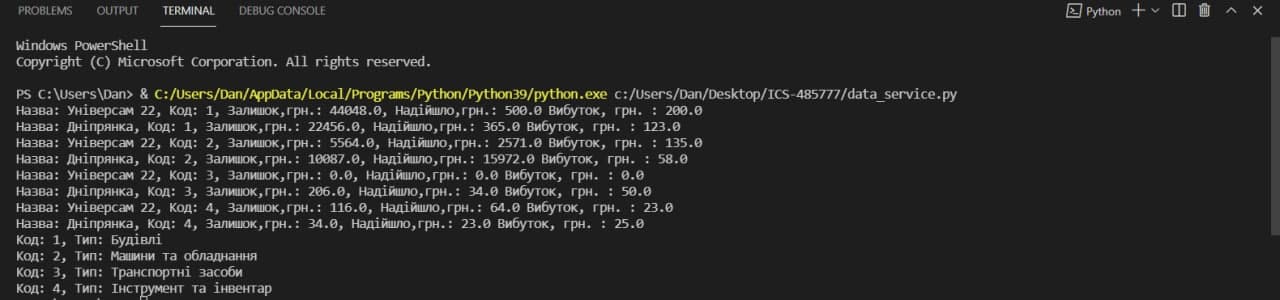 PROBLEMS OUTPUT TERMINAL DEBUG CONSOLE Python
Windows PowerShell
Copyright (C) Microsoft Corporation. All rights reserved.
PS C:\Users\Dan> & C:/Users/Dan/AppData/Local/Programs/Python/Python39/python.exe c:/Users/Dan/Desktop/ICS-485777/data_service.py
Назва: Універсам 22, Код: 1, Залишок,грн.: 44048.0, Надійшло,грн.: 500.0 Вибуток, грн. : 200.0
Назва: Дніпрянка, Код: 1, Залишок,грн.: 22456.0, Надійшло,грн.: 365.0 Вибуток, грн. : 123.0
Назва: Універсам 22, Код: 2, Залишок,грн.: 5564.0, Надійшло,грн.: 2571.0 Вибуток, грн. : 135.0
Назва: Дніпрянка, Код: 2, Залишок,грн.: 10087.0, Надійшло,грн.: 15972.0 Вибуток, грн. : 58.0
Назва: Універсам 22, Код: 3, Залишок,грн.: 0.0, Надійшло,грн.: 0.0 Вибуток, грн. : 0.0
Назва: Дніпрянка, Код: 3, Залишок,грн.: 206.0, Надійшло,грн.: 34.0 Вибуток, грн. : 50.0
Назва: Універсам 22, Код: 4, Залишок,грн.: 116.0, Надійшло,грн.: 64.0 Вибуток, грн. : 23.0
Назва: Дніпрянка, Код: 4, Залишок,грн.: 34.0, Надійшло,грн.: 23.0 Вибуток, грн. : 25.0
Код: 1, Тип: Будівлі
Код: 2, Тип: Машини та обладнання
Код: 3, Тип: Транспортні засоби
Код: 4, Тип: Інструмент та інвентар